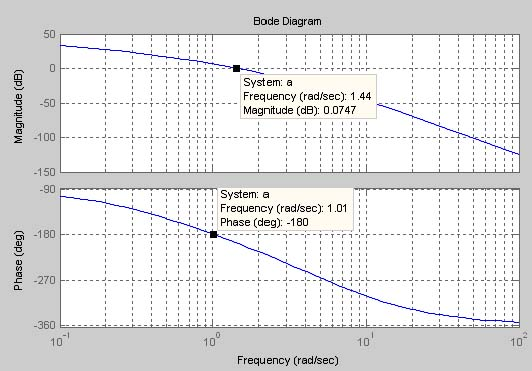 Bode Diagram
50
0
-50
-100
-150
Magnitude (dB)
System: a
Frequency (rad/sec): 1.44
Magnitude (dB): 0.0747
-90
-180
-270
-360
Phase (deg)
System: a
Frequency (rad/sec): 1.01
Phase (deg): -180
10^-1
10^0
10^1
10^2
Frequency (rad/sec)